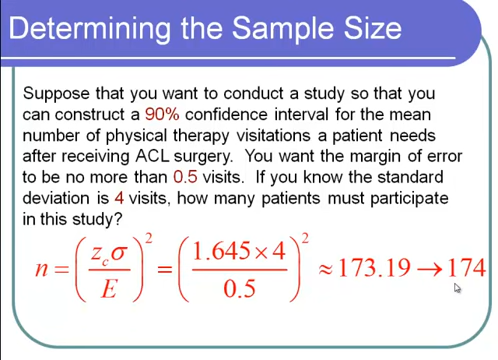 Determining the Sample Size
Suppose that you want to conduct a study so that you
can construct a 90% confidence interval for the mean
number of physical therapy visitations a patient needs
after receiving ACL surgery. You want the margin of error
to be no more than 0.5 visits. If you know the standard
deviation is 4 visits, how many patients must participate
in this study?
n = (z_c σ / E)² = (1.645 × 4 / 0.5)² ≈ 173.19 → 174